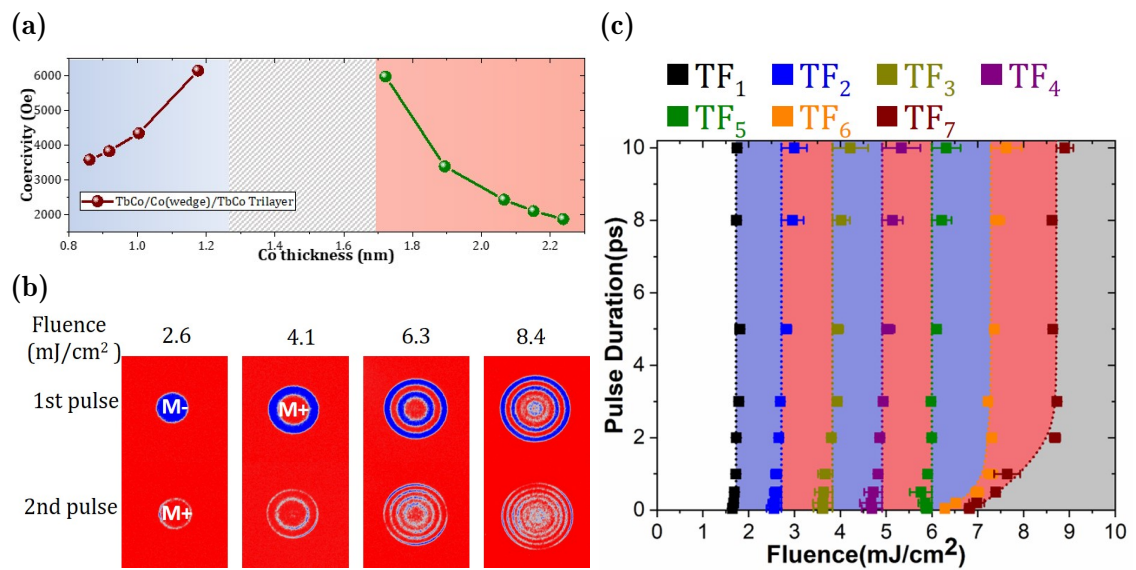 (a)
Coercivity (Oe)
6000
5000
4000
3000
2000
TbCo/Co(wedge)/TbCo Trilayer
0.8 1.0 1.2 1.4 1.6 1.8 2.0 2.2
Co thickness (nm)
(b)
Fluence
(mJ/cm²)
2.6 4.1 6.3 8.4
1st pulse
M- M+
2nd pulse
M+
(c)
TF₁ TF₂ TF₃ TF₄
TF₅ TF₆ TF₇
Pulse Duration(ps)
10
8
6
4
2
0
0 1 2 3 4 5 6 7 8 9 10
Fluence(mJ/cm²)